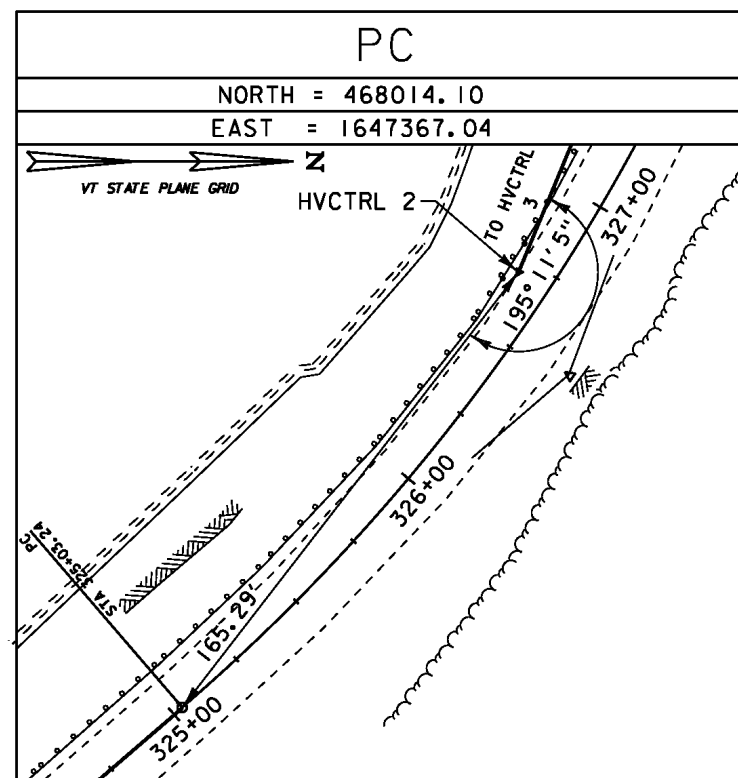 PC
NORTH = 468014.10
EAST = 1647367.04
N
VT STATE PLANE GRID
HVCTRL 2
TO HVCTRL 3
195° 11' 5"
327+00
326+00
PC
STA 325+03.24
165.29'
325+00